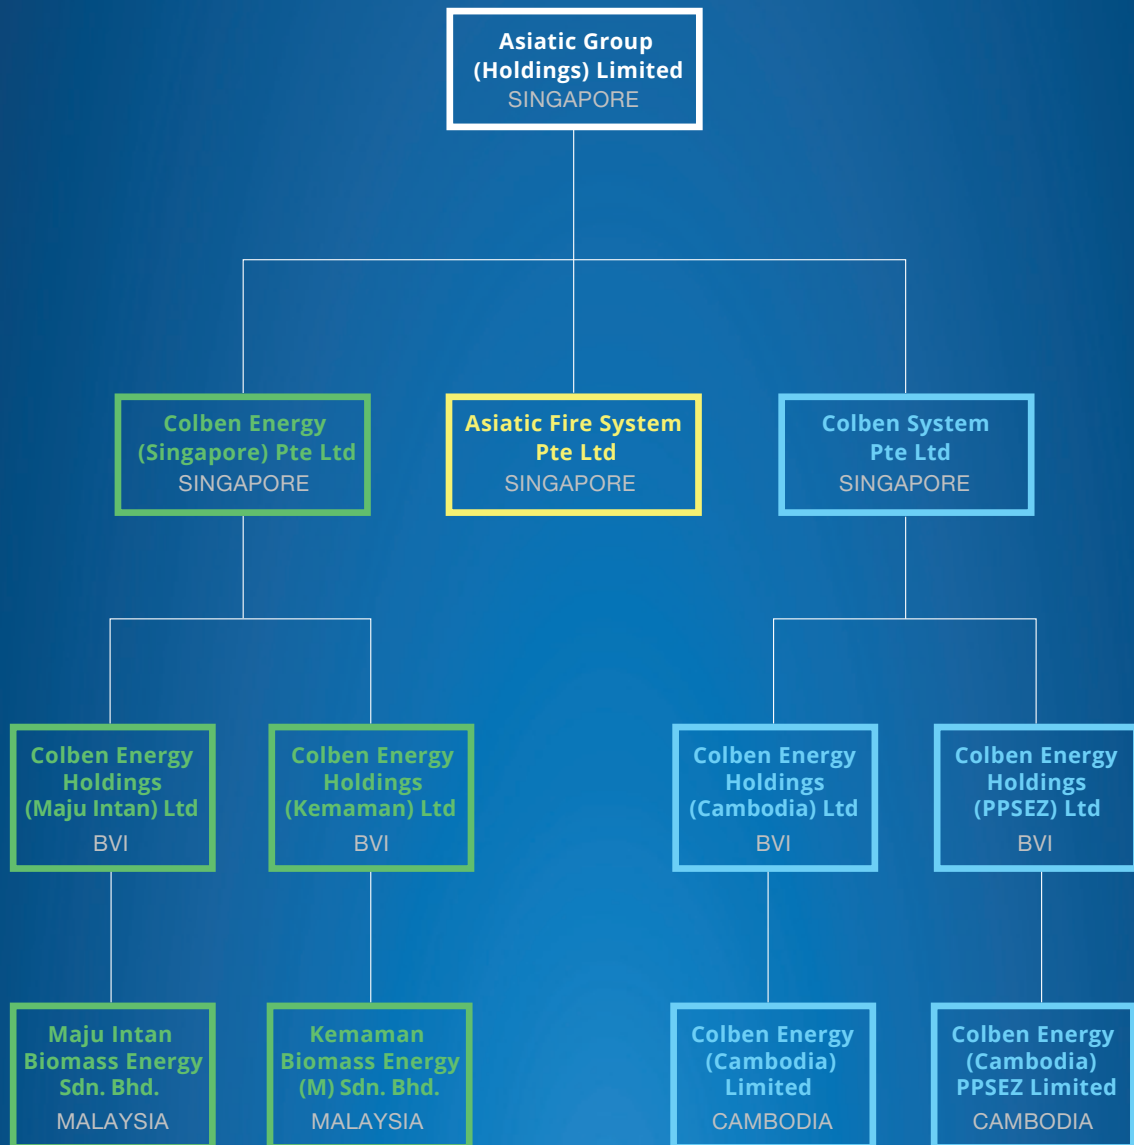 Asiatic Group
(Holdings) Limited
SINGAPORE
Colben Energy
(Singapore) Pte Ltd
SINGAPORE
Asiatic Fire System
Pte Ltd
SINGAPORE
Colben System
Pte Ltd
SINGAPORE
Colben Energy
Holdings
(Maju Intan) Ltd
BVI
Colben Energy
Holdings
(Kemaman) Ltd
BVI
Colben Energy
Holdings
(Cambodia) Ltd
BVI
Colben Energy
Holdings
(PPSEZ) Ltd
BVI
Maju Intan
Biomass Energy
Sdn. Bhd.
MALAYSIA
Kemaman
Biomass Energy
(M) Sdn. Bhd.
MALAYSIA
Colben Energy
(Cambodia)
Limited
CAMBODIA
Colben Energy
(Cambodia)
PPSEZ Limited
CAMBODIA